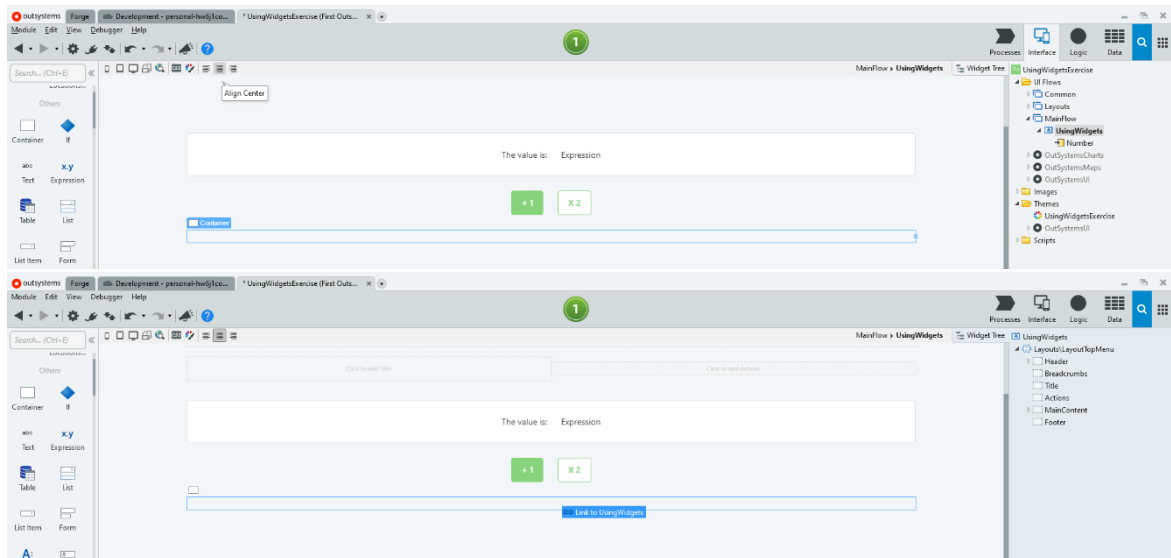 outsystems Forge Development - personal-hw6j1co... * UsingWidgetsExercise (First Outs...
Module Edit View Debugger Help
1
Processes Interface Logic Data
Search... (Ctrl+E)
MainFlow ▸ UsingWidgets Widget Tree UsingWidgetsExercise
Align Center
UI Flows
Others
Common
Layouts
Container If
MainFlow
UsingWidgets
The value is: Expression
Number
abc x.y
OutSystemsCharts
Text Expression
OutSystemsMaps
OutSystemsUI
Images
+ 1 X 2
Themes
Table List
UsingWidgetsExercise
Container
OutSystemsUI
Scripts
List Item Form
outsystems Forge Development - personal-hw6j1co... * UsingWidgetsExercise (First Outs...
Module Edit View Debugger Help
1
Processes Interface Logic Data
Search... (Ctrl+E)
MainFlow ▸ UsingWidgets Widget Tree UsingWidgets
Layouts\LayoutTopMenu
Others
Header
Click to add Title Click to add Actions
Breadcrumbs
Title
Container If
Actions
MainContent
The value is: Expression
Footer
abc x.y
Text Expression
+ 1 X 2
Table List
Link to UsingWidgets
List Item Form
A: